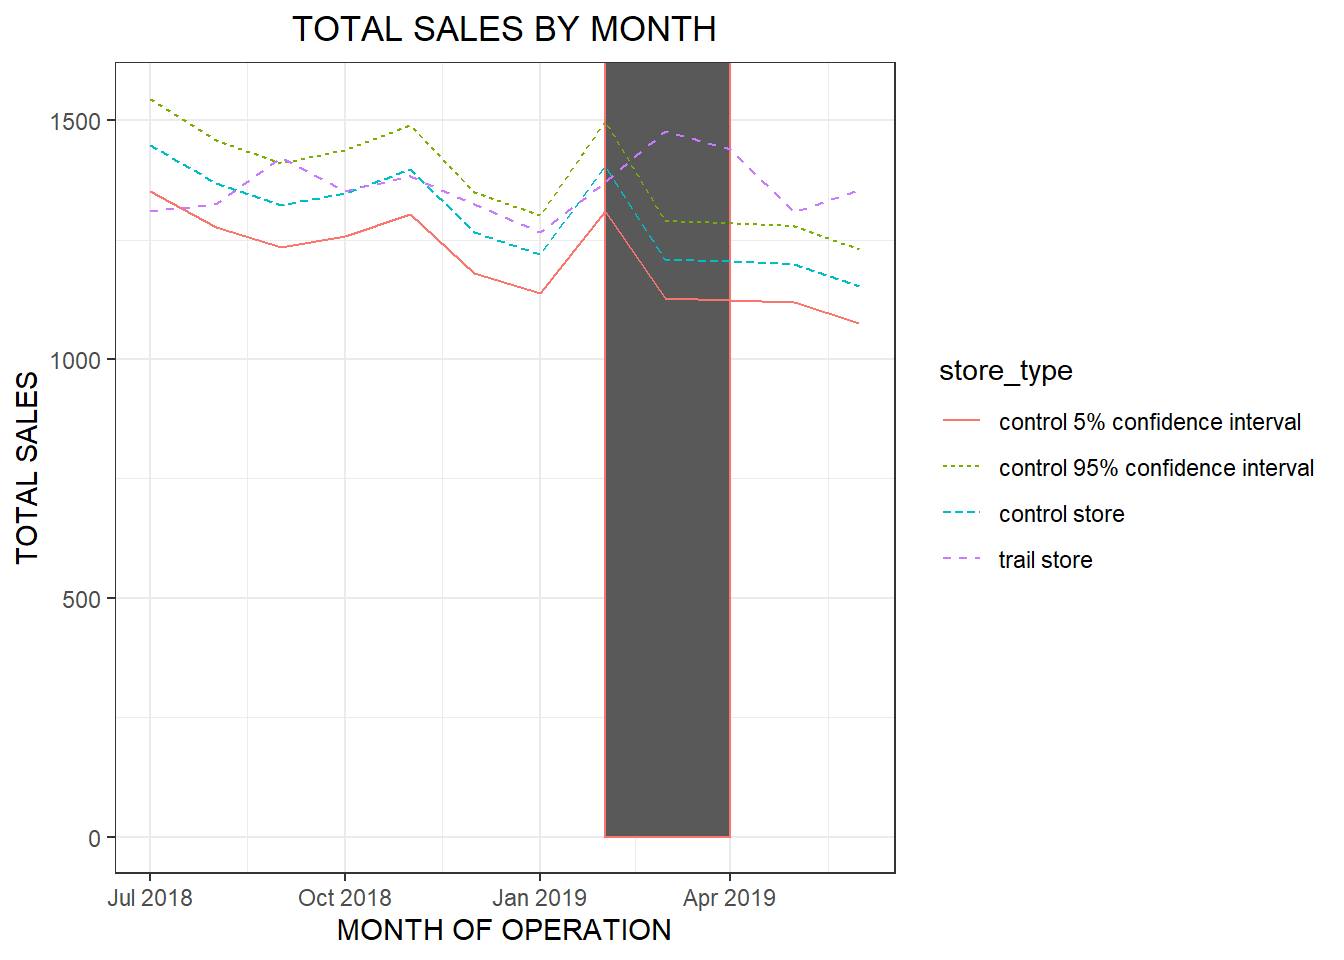 TOTAL SALES BY MONTH
TOTAL SALES
1500
1000
500
0
Jul 2018
Oct 2018
Jan 2019
Apr 2019
MONTH OF OPERATION
store_type
control 5% confidence interval
control 95% confidence interval
control store
trail store